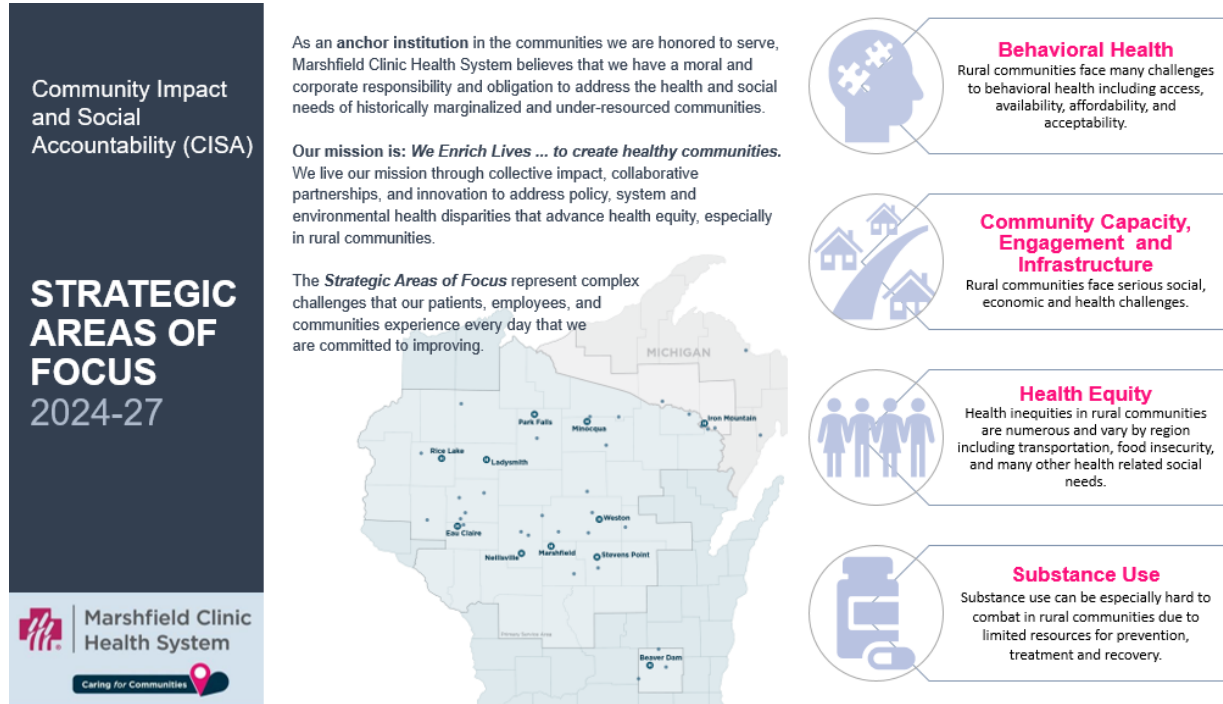 Community Impact
and Social
Accountability (CISA)
STRATEGIC
AREAS OF
FOCUS
2024-27
Marshfield Clinic
Health System
Caring for Communities
As an anchor institution in the communities we are honored to serve,
Marshfield Clinic Health System believes that we have a moral and
corporate responsibility and obligation to address the health and social
needs of historically marginalized and under-resourced communities.
Our mission is: We Enrich Lives ... to create healthy communities.
We live our mission through collective impact, collaborative
partnerships, and innovation to address policy, system and
environmental health disparities that advance health equity, especially
in rural communities.
The Strategic Areas of Focus represent complex
challenges that our patients, employees, and
communities experience every day that we
are committed to improving.
MICHIGAN
Park Falls
Minocqua
Iron Mountain
Rice Lake
Ladysmith
Eau Claire
Weston
Neillsville
Marshfield
Stevens Point
Primary Service Area
Beaver Dam
Behavioral Health
Rural communities face many challenges
to behavioral health including access,
availability, affordability, and
acceptability.
Community Capacity,
Engagement and
Infrastructure
Rural communities face serious social,
economic and health challenges.
Health Equity
Health inequities in rural communities
are numerous and vary by region
including transportation, food insecurity,
and many other health related social
needs.
Substance Use
Substance use can be especially hard to
combat in rural communities due to
limited resources for prevention,
treatment and recovery.